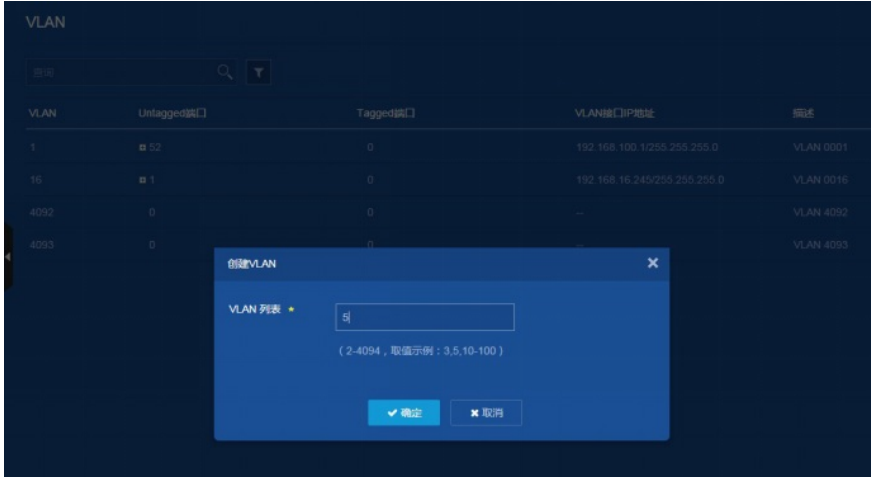 VLAN
查询
VLAN Untagged端口 Tagged端口 VLAN接口IP地址 描述
1 52 0 192.168.100.1/255.255.255.0 VLAN 0001
16 1 0 192.168.16.245/255.255.255.0 VLAN 0016
4092 0 0 -- VLAN 4092
4093 0 0 -- VLAN 4093
创建VLAN
VLAN 列表 *
5
（2-4094，取值示例：3,5,10-100）
确定 取消